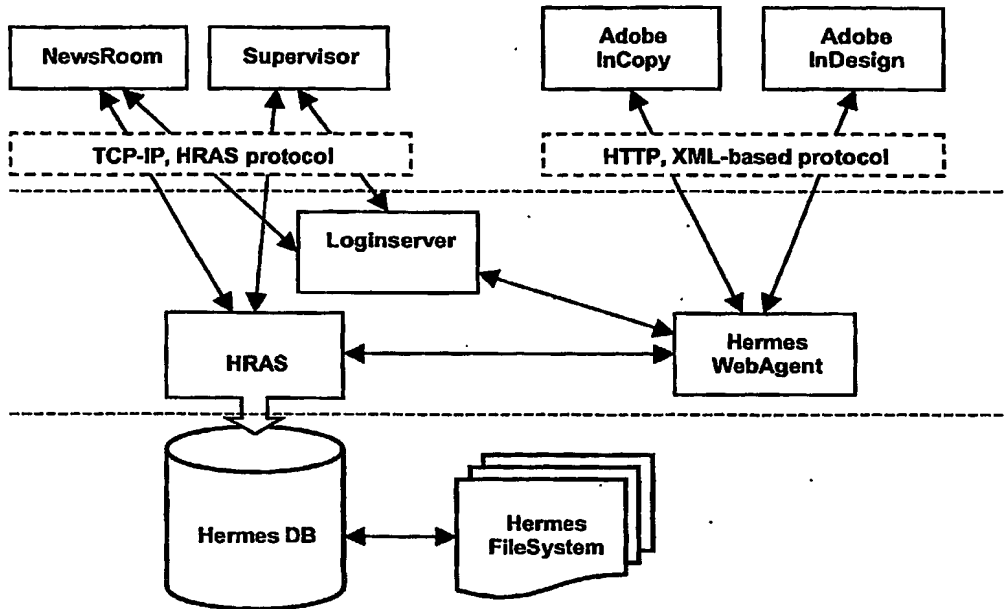 NewsRoom
Supervisor
Adobe
InCopy
Adobe
InDesign
TCP-IP, HRAS protocol
HTTP, XML-based protocol
Loginserver
HRAS
Hermes
WebAgent
Hermes DB
Hermes
FileSystem